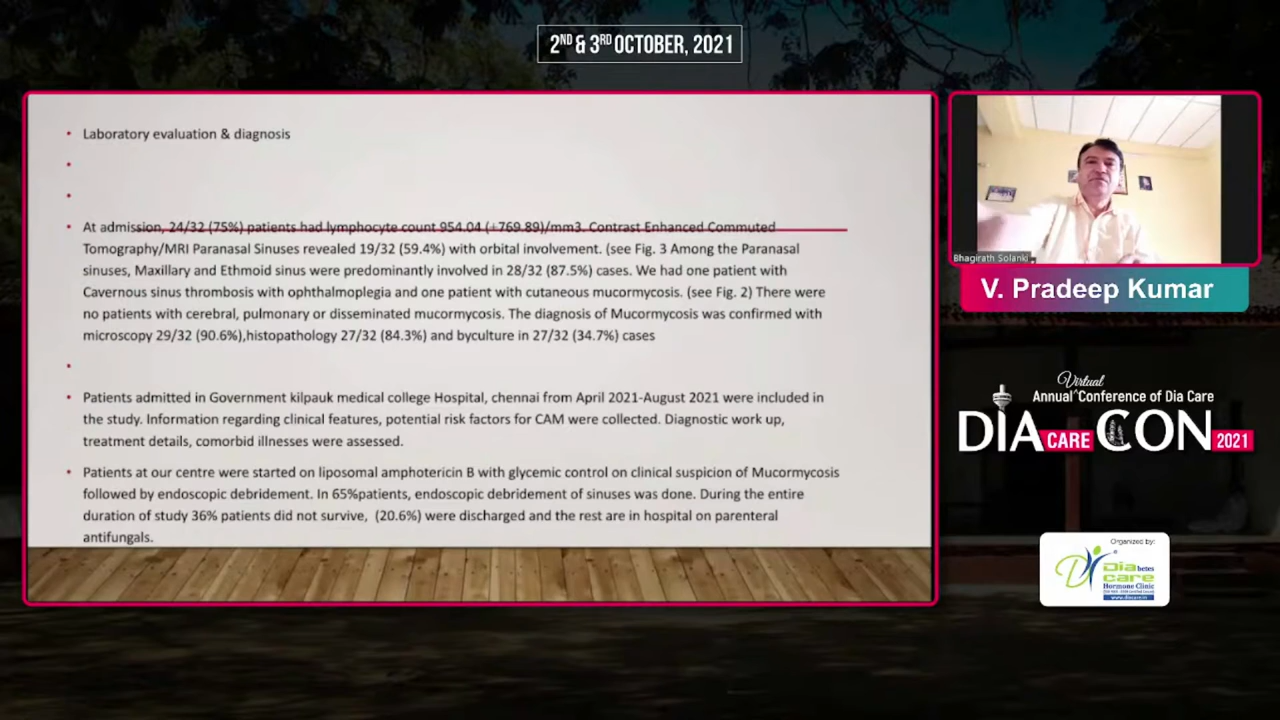 2ND & 3RD OCTOBER, 2021
• Laboratory evaluation & diagnosis
•
•
• At admission, 24/32 (75%) patients had lymphocyte count 954.04 (±769.89)/mm3. Contrast Enhanced Commuted
Tomography/MRI Paranasal Sinuses revealed 19/32 (59.4%) with orbital involvement. (see Fig. 3 Among the Paranasal
sinuses, Maxillary and Ethmoid sinus were predominantly involved in 28/32 (87.5%) cases. We had one patient with
Cavernous sinus thrombosis with ophthalmoplegia and one patient with cutaneous mucormycosis. (see Fig. 2) There were
no patients with cerebral, pulmonary or disseminated mucormycosis. The diagnosis of Mucormycosis was confirmed with
microscopy 29/32 (90.6%),histopathology 27/32 (84.3%) and byculture in 27/32 (34.7%) cases
•
• Patients admitted in Government kilpauk medical college Hospital, chennai from April 2021-August 2021 were included in
the study. Information regarding clinical features, potential risk factors for CAM were collected. Diagnostic work up,
treatment details, comorbid illnesses were assessed.
• Patients at our centre were started on liposomal amphotericin B with glycemic control on clinical suspicion of Mucormycosis
followed by endoscopic debridement. In 65%patients, endoscopic debridement of sinuses was done. During the entire
duration of study 36% patients did not survive, (20.6%) were discharged and the rest are in hospital on parenteral
antifungals.
Bhagirath Solanki
V. Pradeep Kumar
Virtual
Annual^Conference of Dia Care
DIA CARE CON 2021
Organized by:
Diabetes
care
Hormone Clinic